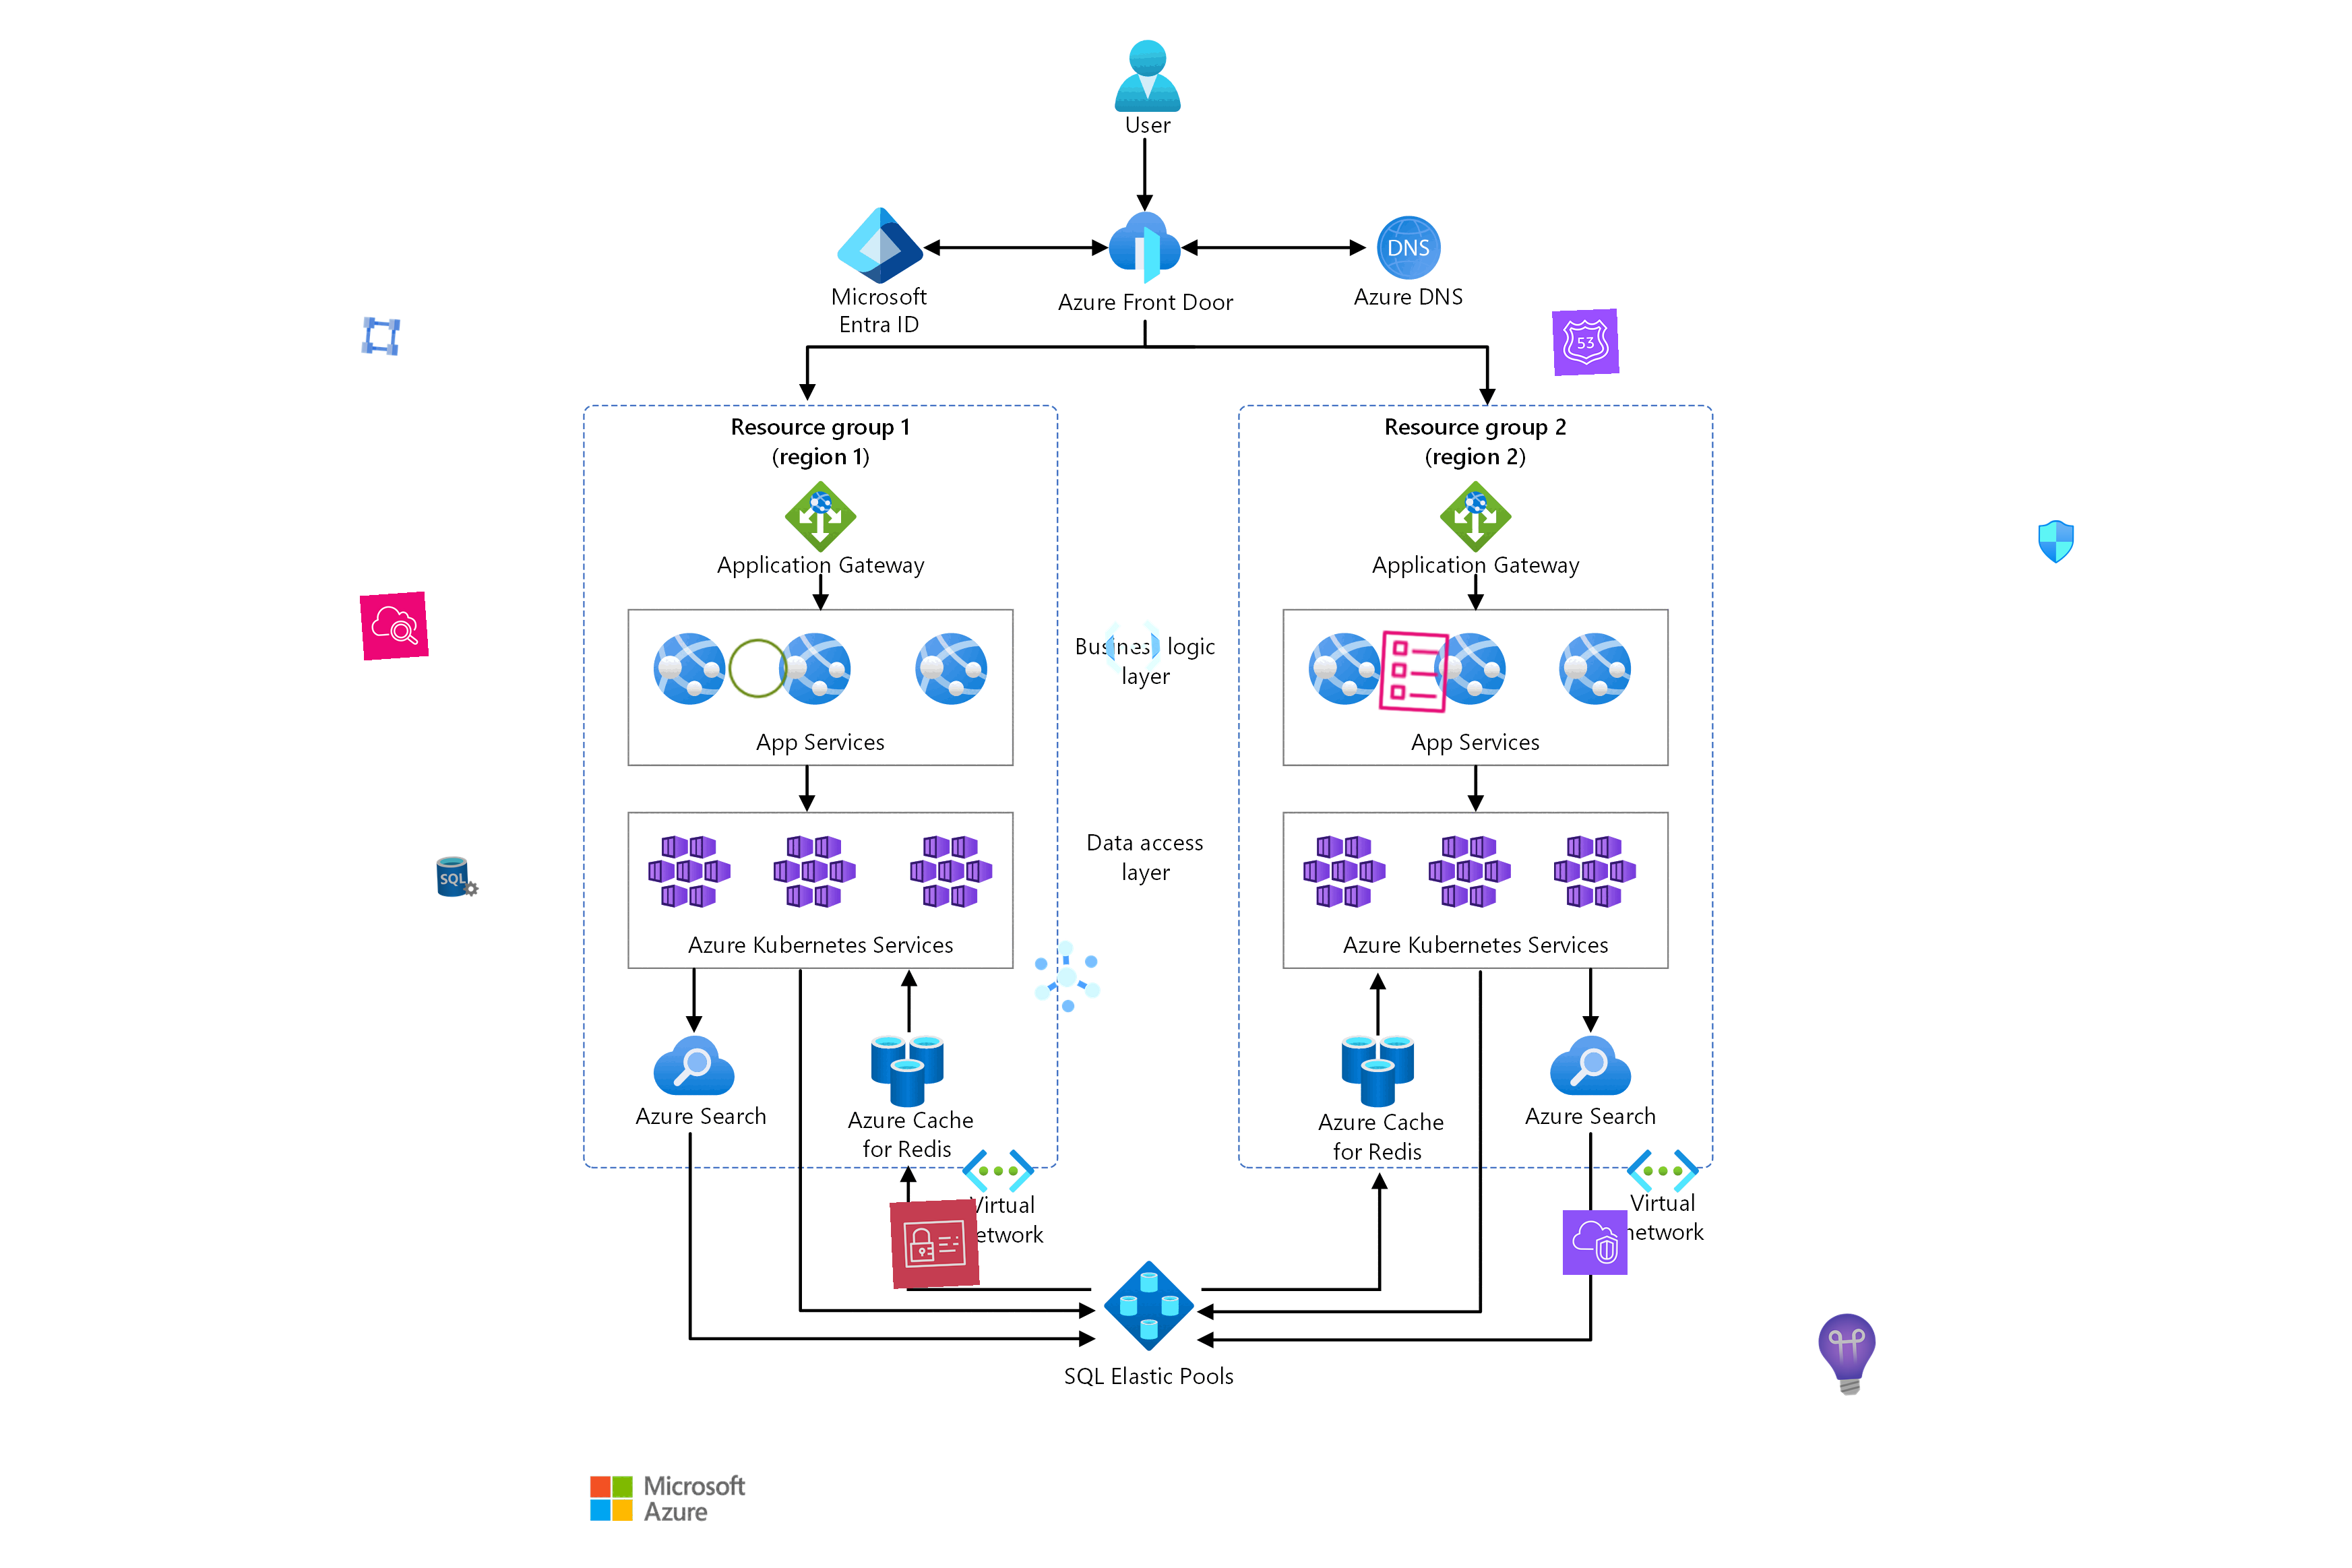 User
DNS
Microsoft
Entra ID
Azure Front Door
Azure DNS
53
Resource group 1
(region 1)
Resource group 2
(region 2)
Application Gateway
Application Gateway
Business logic
layer
App Services
App Services
Data access
layer
SQL
Azure Kubernetes Services
Azure Kubernetes Services
Azure Search
Azure Cache
for Redis
Azure Cache
for Redis
Azure Search
Virtual
network
Virtual
network
SQL Elastic Pools
Microsoft
Azure